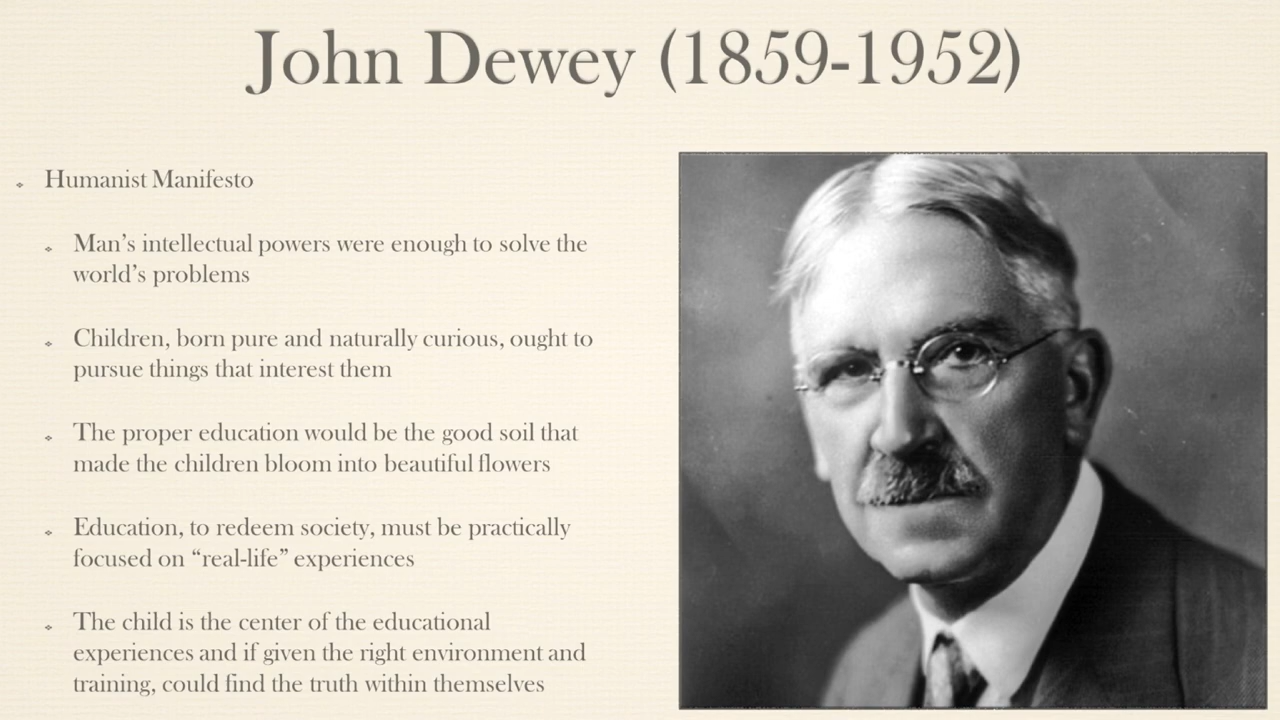 John Dewey (1859-1952)
Humanist Manifesto
Man’s intellectual powers were enough to solve the
world’s problems
Children, born pure and naturally curious, ought to
pursue things that interest them
The proper education would be the good soil that
made the children bloom into beautiful flowers
Education, to redeem society, must be practically
focused on “real-life” experiences
The child is the center of the educational
experiences and if given the right environment and
training, could find the truth within themselves